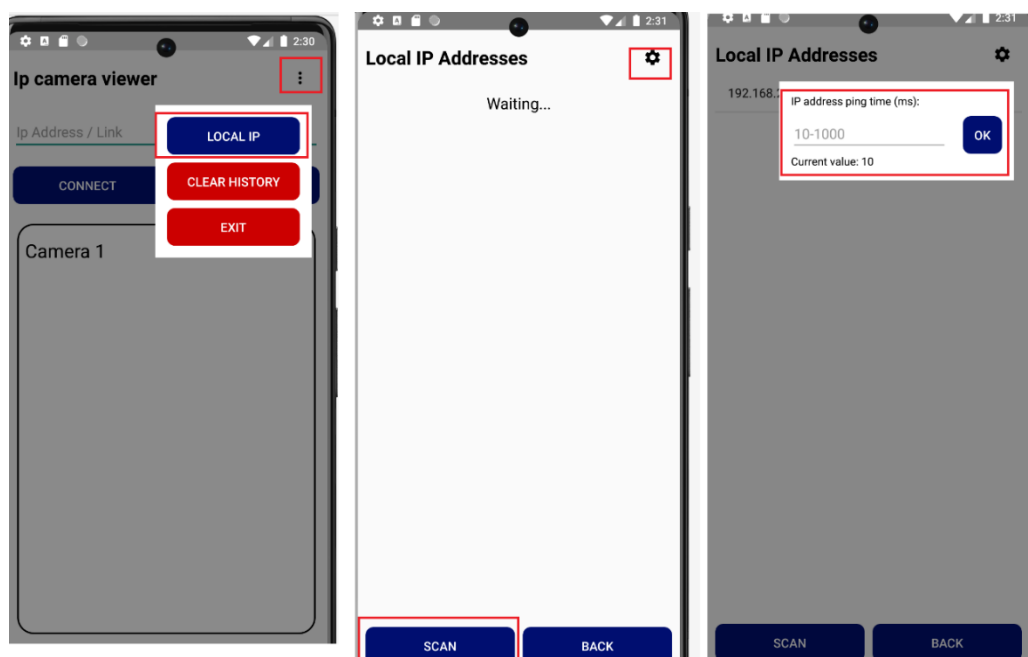 2:30
Ip camera viewer
Ip Address / Link
LOCAL IP
CONNECT
CLEAR HISTORY
EXIT
Camera 1
2:31
Local IP Addresses
Waiting...
SCAN
BACK
2:31
Local IP Addresses
192.168.
IP address ping time (ms):
10-1000
OK
Current value: 10
SCAN
BACK